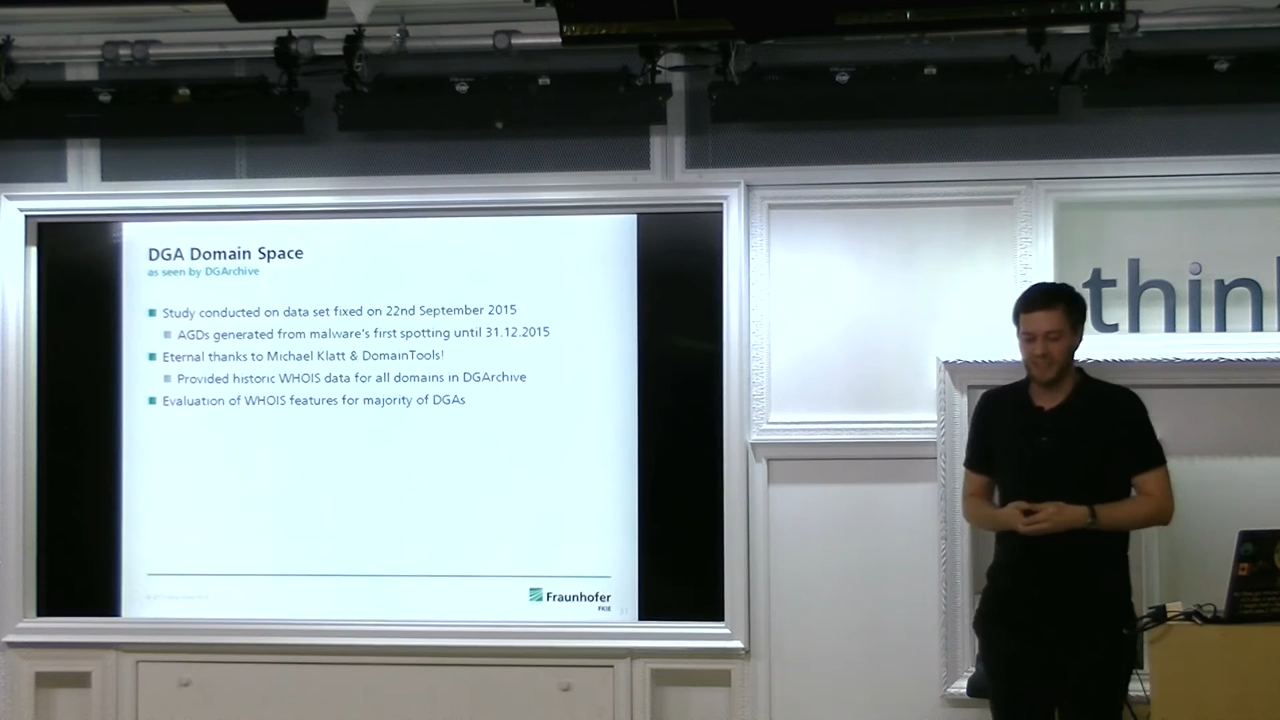 DGA Domain Space
as seen by DGArchive
Study conducted on data set fixed on 22nd September 2015
AGDs generated from malware's first spotting until 31.12.2015
Eternal thanks to Michael Klatt & DomainTools!
Provided historic WHOIS data for all domains in DGArchive
Evaluation of WHOIS features for majority of DGAs
Fraunhofer
FKIE
thin